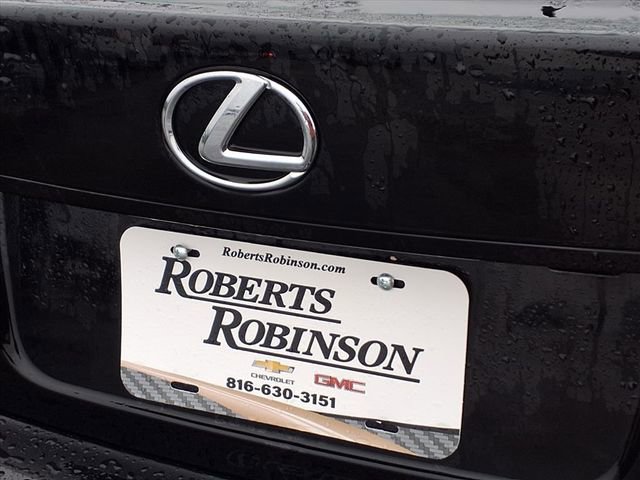 RobertsRobinson.com
ROBERTS
ROBINSON
CHEVROLET GMC
816-630-3151